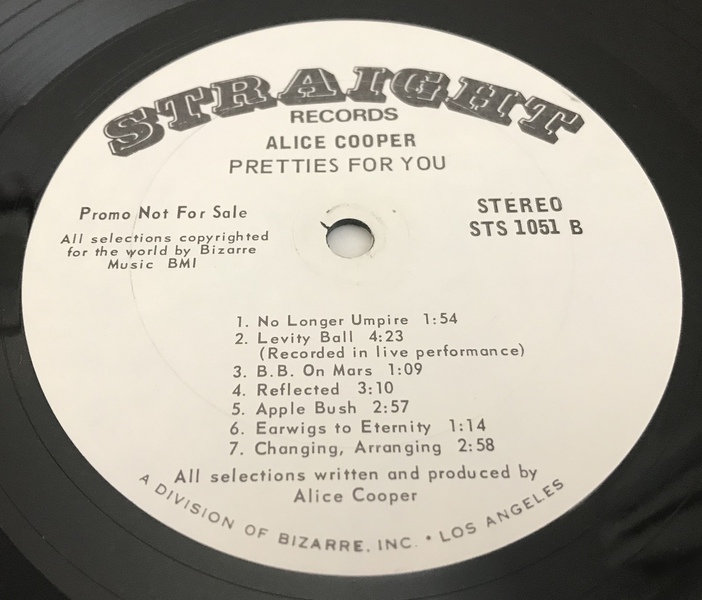 STRAIGHT
RECORDS
ALICE COOPER
PRETTIES FOR YOU
Promo Not For Sale
All selections copyrighted
for the world by Bizarre
Music BMI
STEREO
STS 1051 B
1. No Longer Umpire 1:54
2. Levity Ball 4:23
(Recorded in live performance)
3. B.B. On Mars 1:09
4. Reflected 3:10
5. Apple Bush 2:57
6. Earwigs to Eternity 1:14
7. Changing, Arranging 2:58
All selections written and produced by
Alice Cooper
A DIVISION OF BIZARRE, INC. • LOS ANGELES